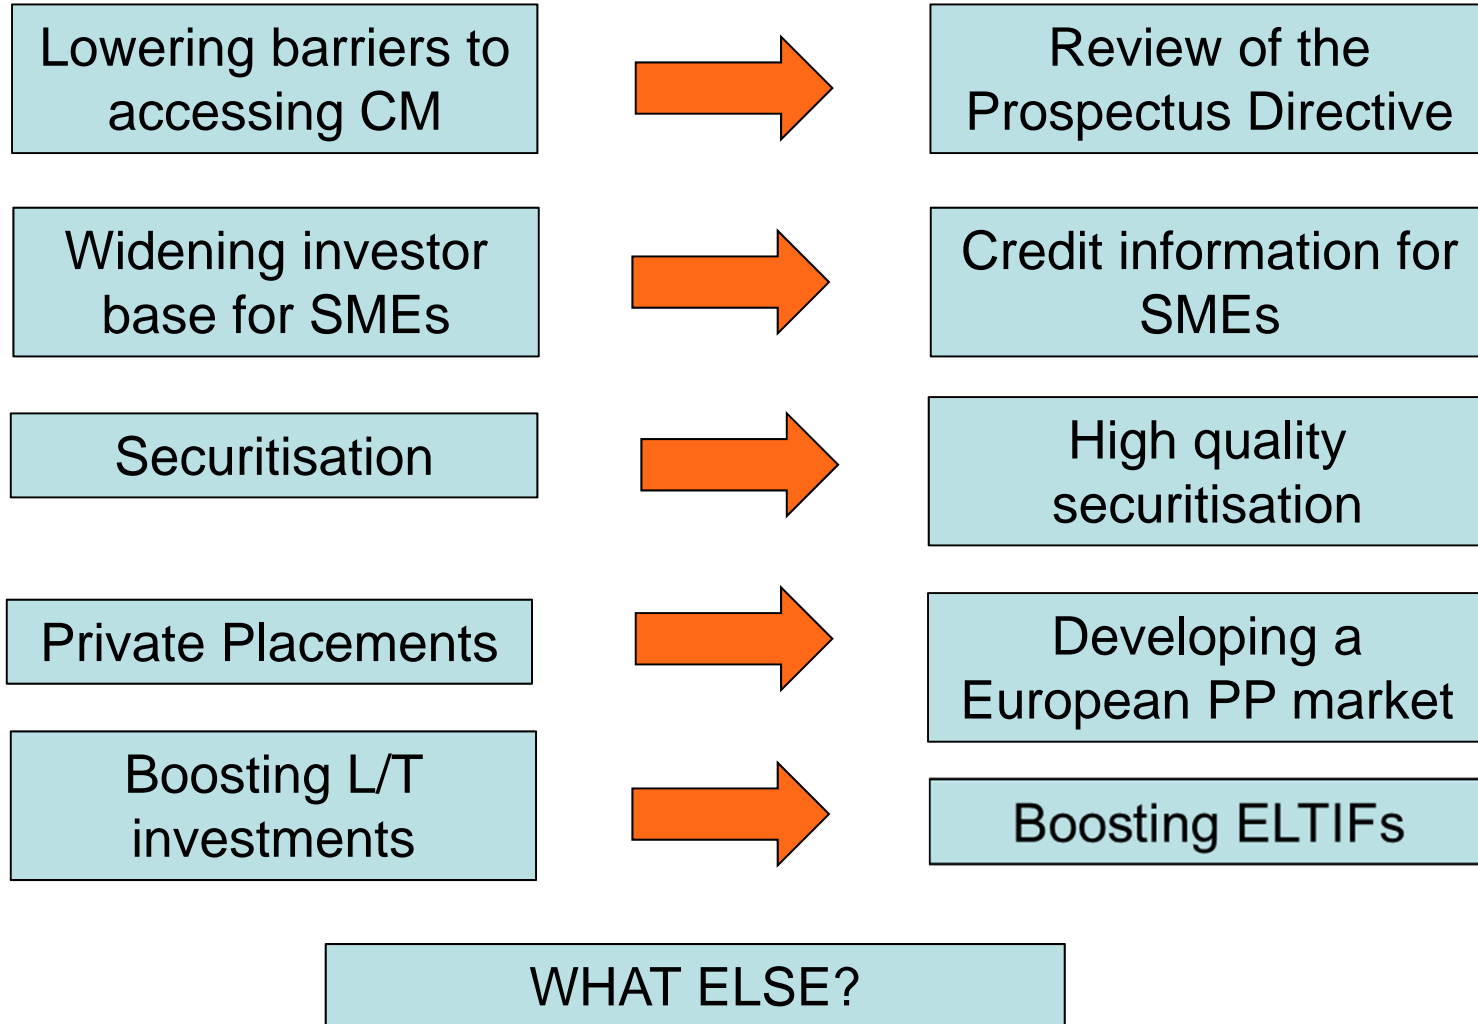 Lowering barriers to
accessing CM
Review of the
Prospectus Directive
Widening investor
base for SMEs
Credit information for
SMEs
Securitisation
High quality
securitisation
Private Placements
Developing a
European PP market
Boosting L/T
investments
Boosting ELTIFs
WHAT ELSE?